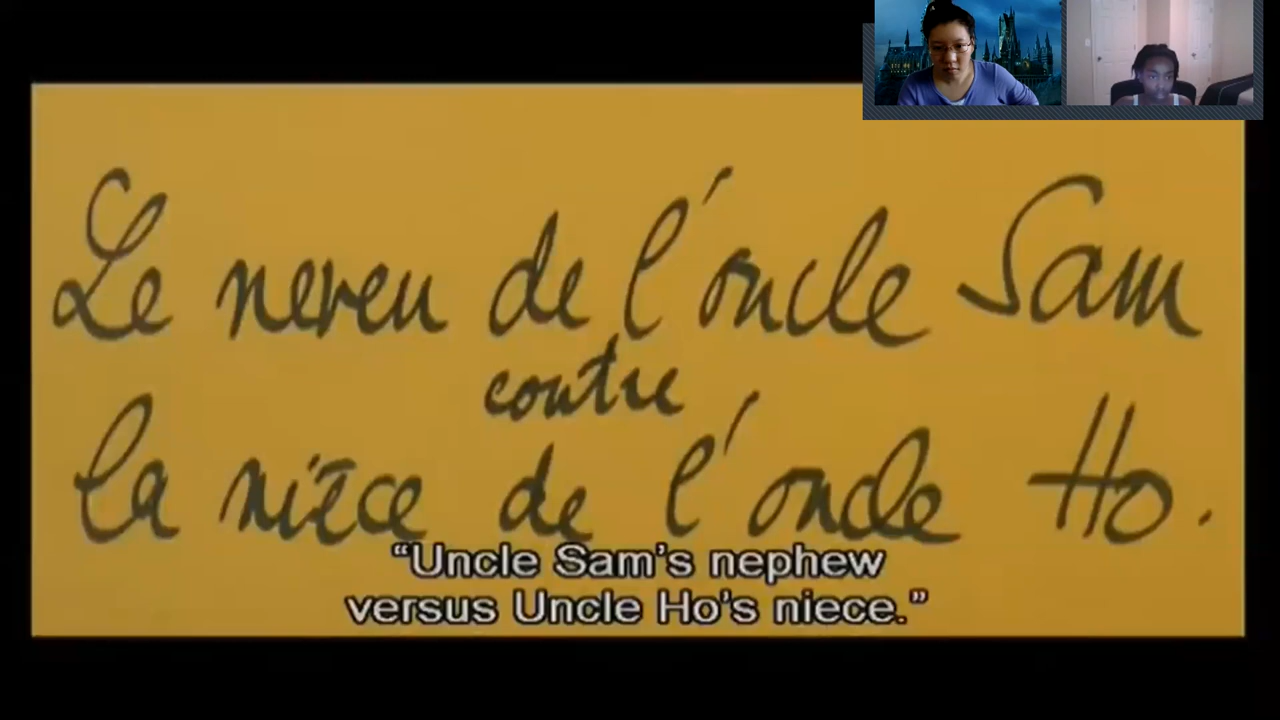 Le neveu de l'oncle Sam
contre
la nièce de l'oncle Ho.
“Uncle Sam’s nephew
versus Uncle Ho’s niece.”